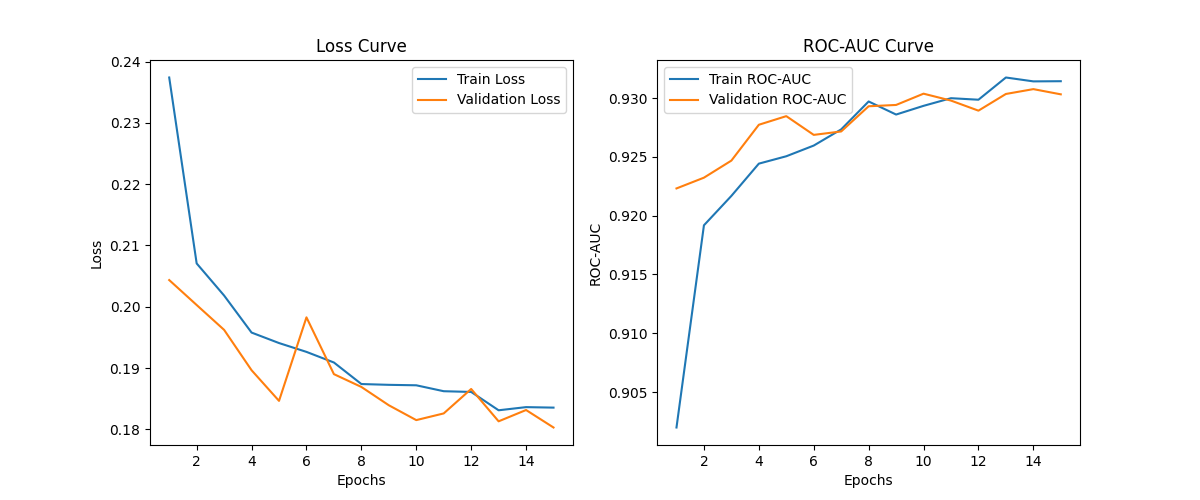 Loss Curve
Train Loss
Validation Loss
0.24
0.23
0.22
0.21
0.20
0.19
0.18
Loss
2 4 6 8 10 12 14
Epochs
ROC-AUC Curve
Train ROC-AUC
Validation ROC-AUC
0.930
0.925
0.920
0.915
0.910
0.905
ROC-AUC
2 4 6 8 10 12 14
Epochs